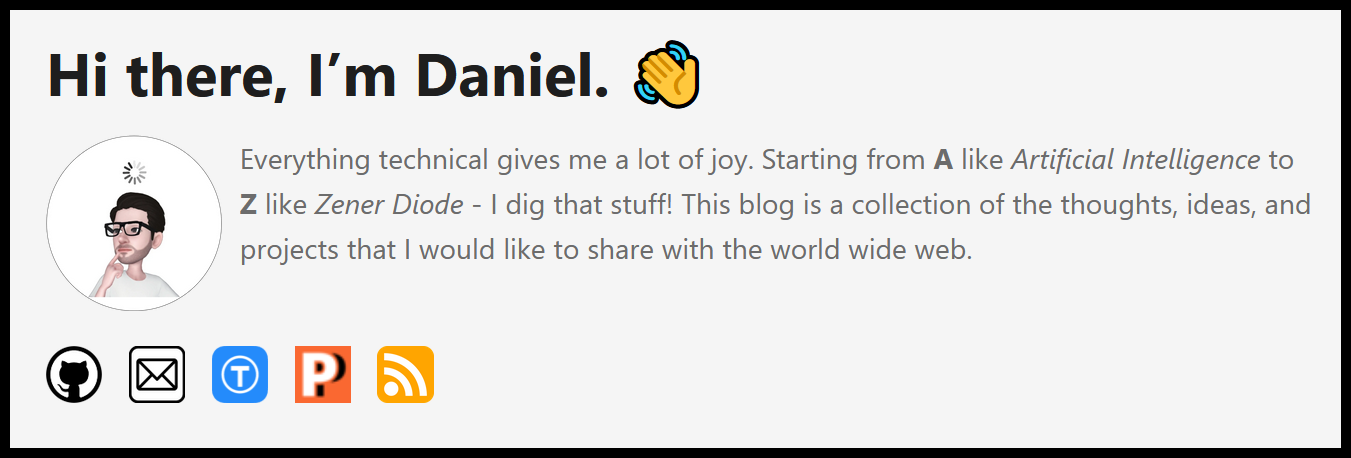 Hi there, I’m Daniel. 👋
Everything technical gives me a lot of joy. Starting from A like Artificial Intelligence to
Z like Zener Diode - I dig that stuff! This blog is a collection of the thoughts, ideas, and
projects that I would like to share with the world wide web.
T
P